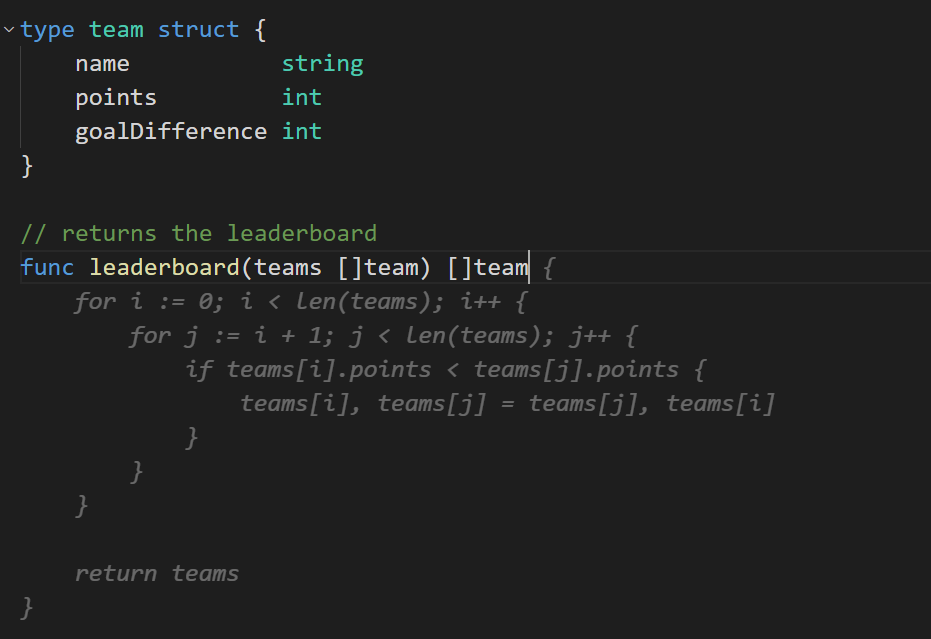 type team struct {
    name           string
    points         int
    goalDifference int
}
// returns the leaderboard
func leaderboard(teams []team) []team {
    for i := 0; i < len(teams); i++ {
        for j := i + 1; j < len(teams); j++ {
            if teams[i].points < teams[j].points {
                teams[i], teams[j] = teams[j], teams[i]
            }
        }
    }
    return teams
}